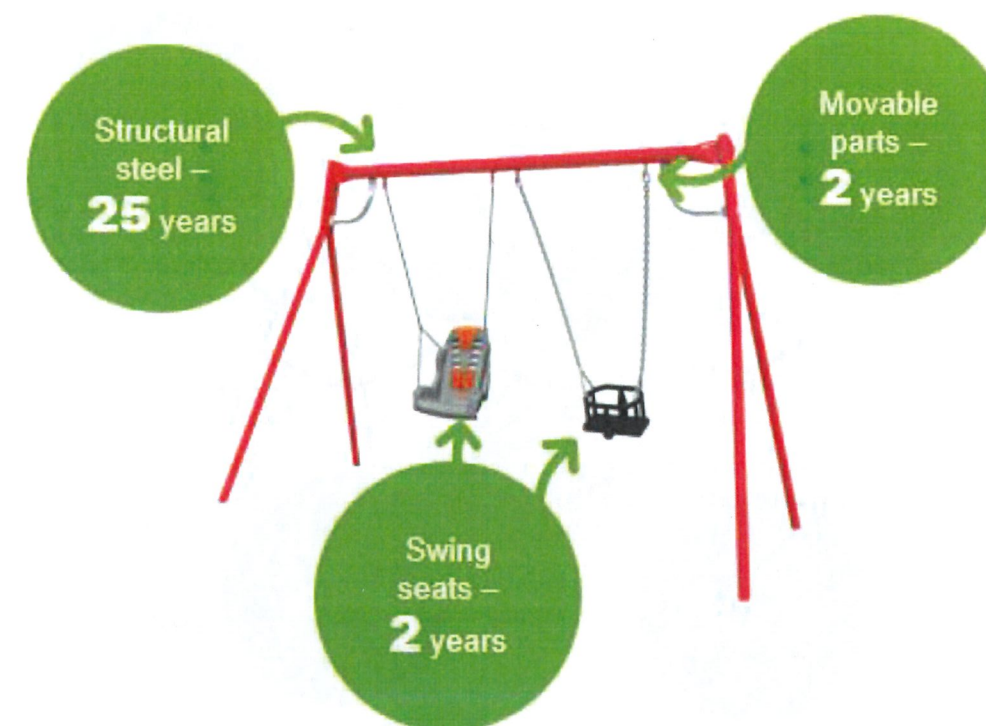 Structural
steel –
25 years
Movable
parts –
2 years
Swing
seats –
2 years